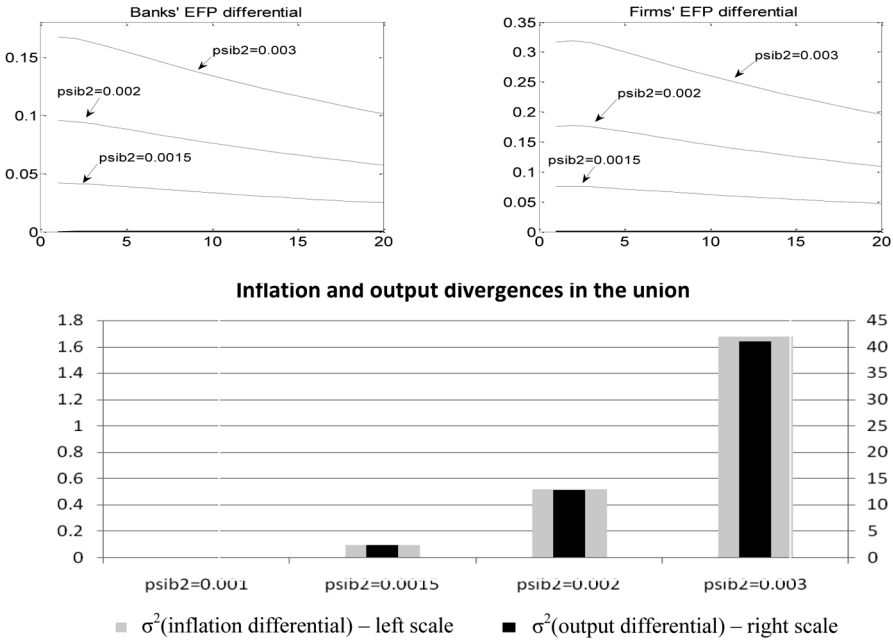 Banks' EFP differential
0.15
0.1
0.05
0
psib2=0.003
psib2=0.002
psib2=0.0015
0 5 10 15 20
Firms' EFP differential
0.35
0.3
0.25
0.2
0.15
0.1
0.05
0
psib2=0.003
psib2=0.002
psib2=0.0015
0 5 10 15 20
Inflation and output divergences in the union
1.8
1.6
1.4
1.2
1
0.8
0.6
0.4
0.2
0
45
40
35
30
25
20
15
10
5
0
psib2=0.001 psib2=0.0015 psib2=0.002 psib2=0.003
σ²(inflation differential) – left scale σ²(output differential) – right scale